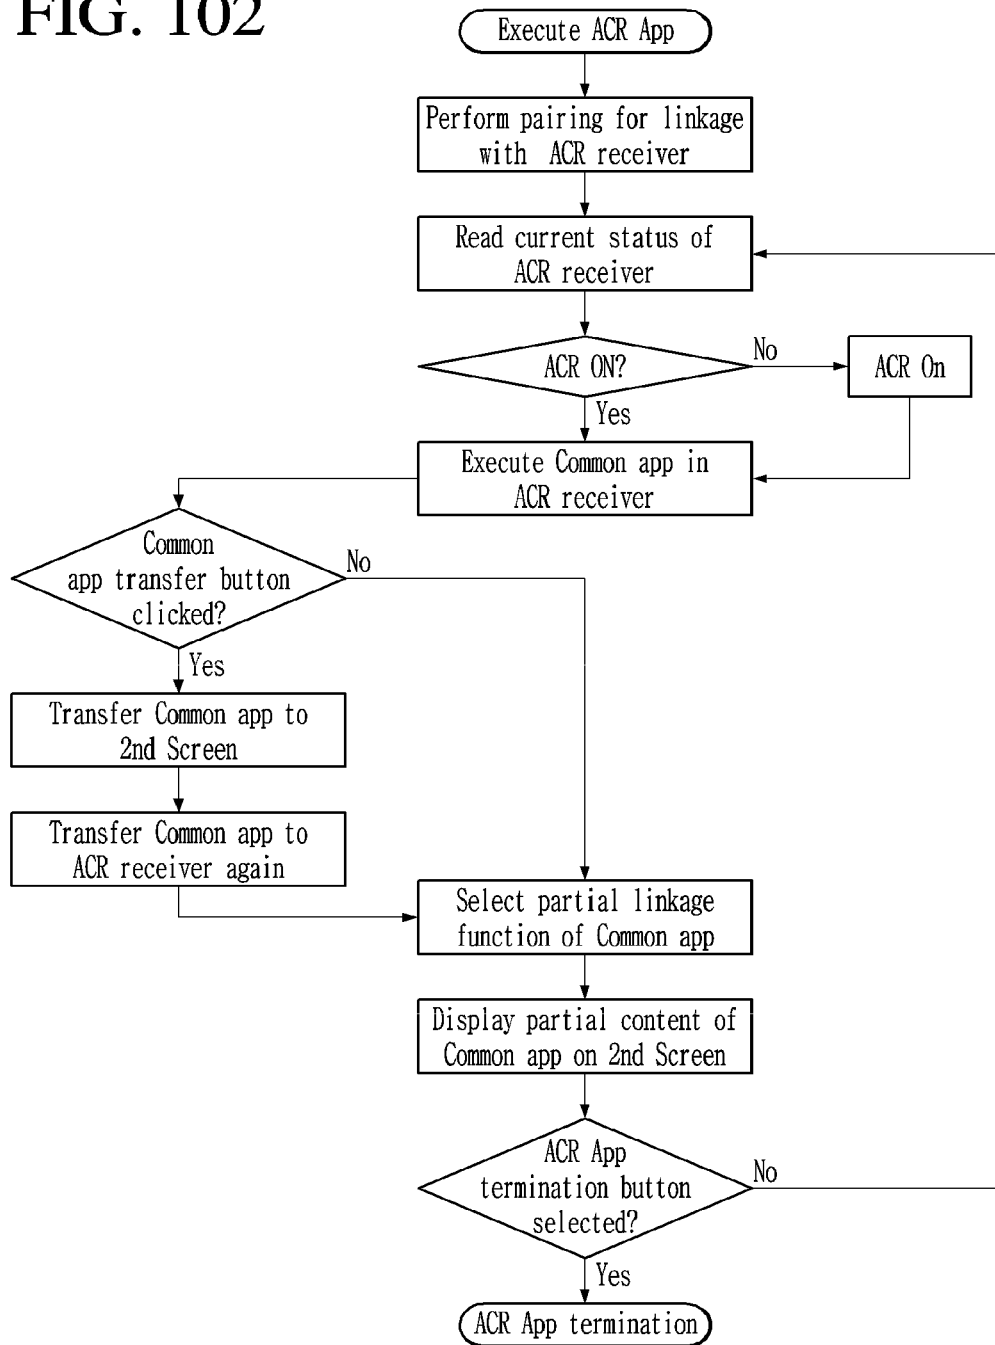 FIG. 102
Execute ACR App
Perform pairing for linkage
with ACR receiver
Read current status of
ACR receiver
ACR ON?
No
ACR On
Yes
Execute Common app in
ACR receiver
Common
app transfer button
clicked?
No
Yes
Transfer Common app to
2nd Screen
Transfer Common app to
ACR receiver again
Select partial linkage
function of Common app
Display partial content of
Common app on 2nd Screen
ACR App
termination button
selected?
No
Yes
ACR App termination